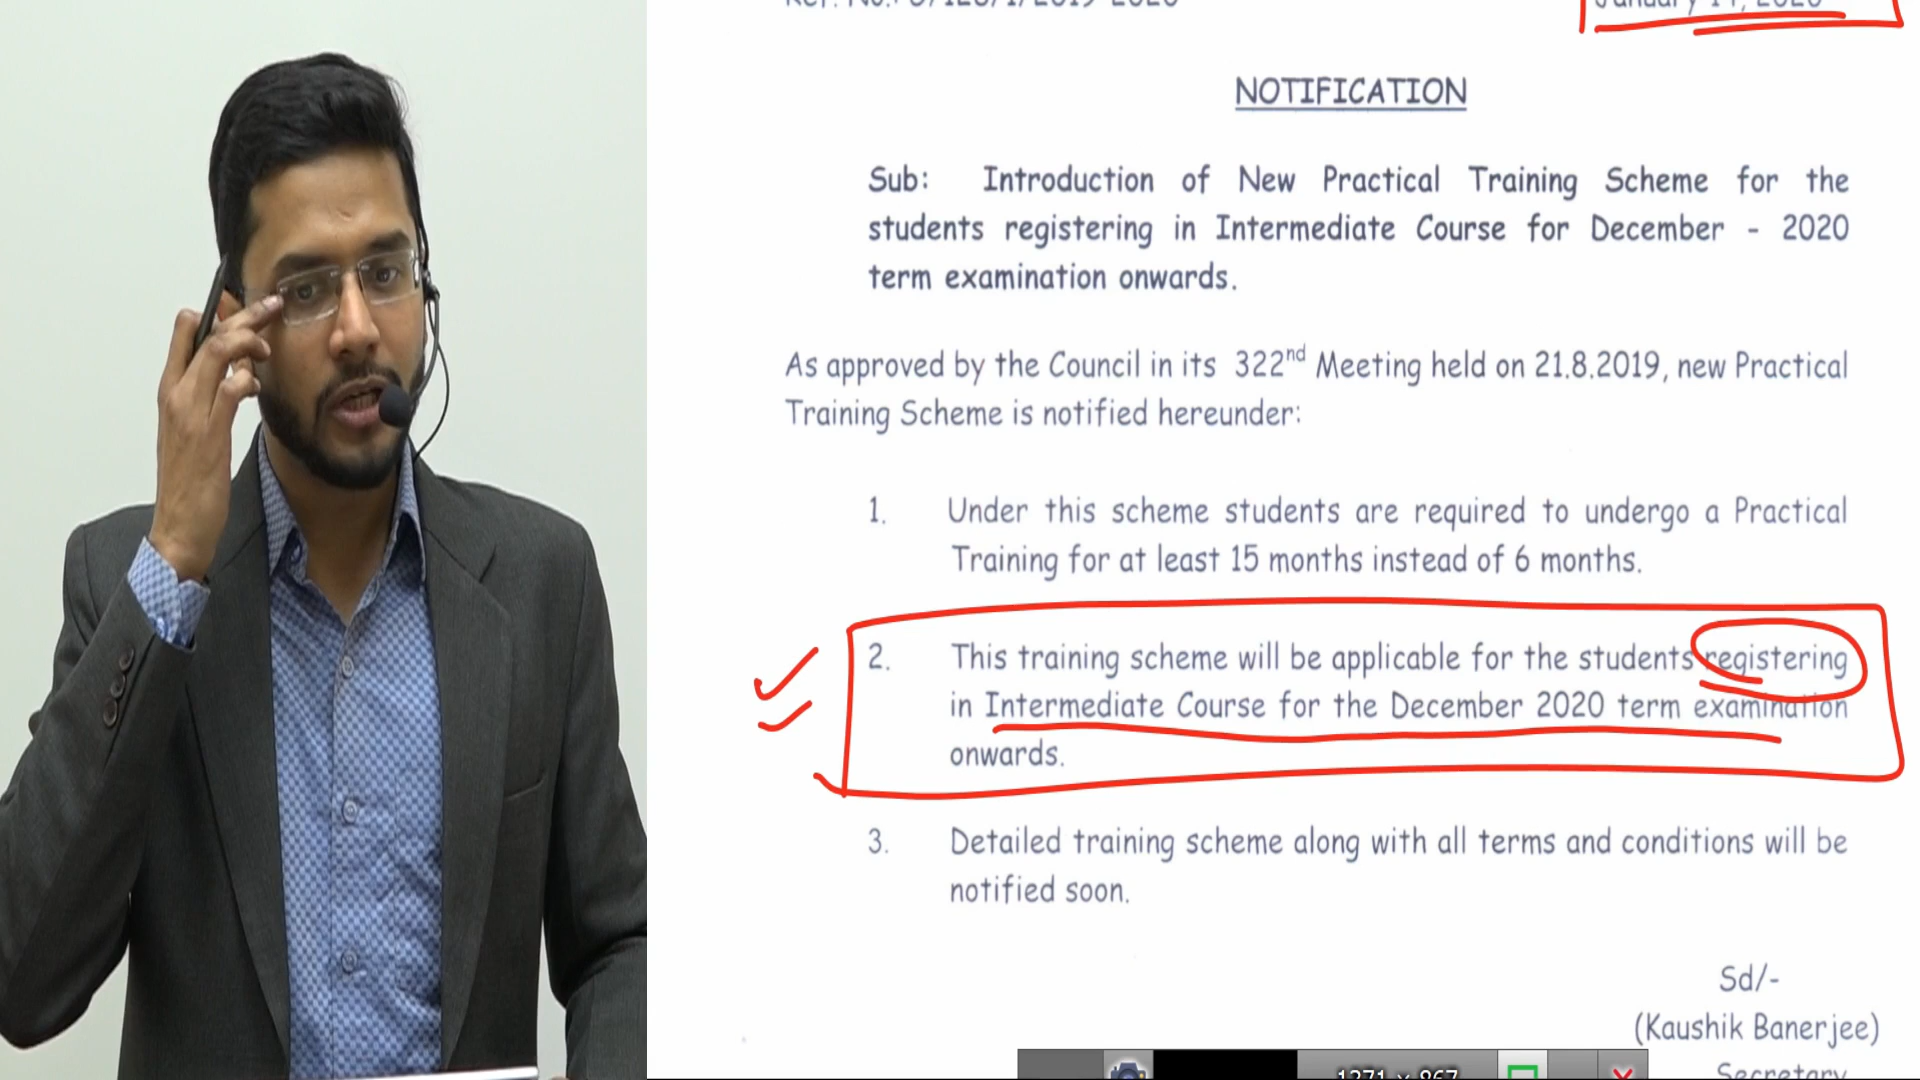 NOTIFICATION
Sub: Introduction of New Practical Training Scheme for the
students registering in Intermediate Course for December - 2020
term examination onwards.
As approved by the Council in its 322nd Meeting held on 21.8.2019, new Practical
Training Scheme is notified hereunder:
1. Under this scheme students are required to undergo a Practical
Training for at least 15 months instead of 6 months.
2. This training scheme will be applicable for the students registering
in Intermediate Course for the December 2020 term examination
onwards.
3. Detailed training scheme along with all terms and conditions will be
notified soon.
Sd/-
(Kaushik Banerjee)
Secretary